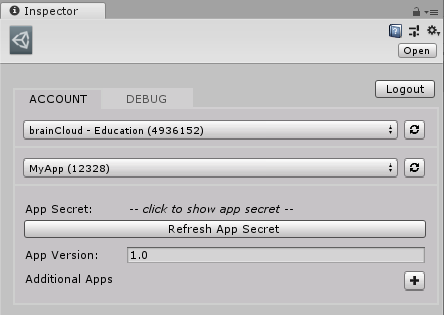 Inspector
Open
Logout
ACCOUNT DEBUG
brainCloud - Education (4936152)
MyApp (12328)
App Secret: -- click to show app secret --
Refresh App Secret
App Version: 1.0
Additional Apps